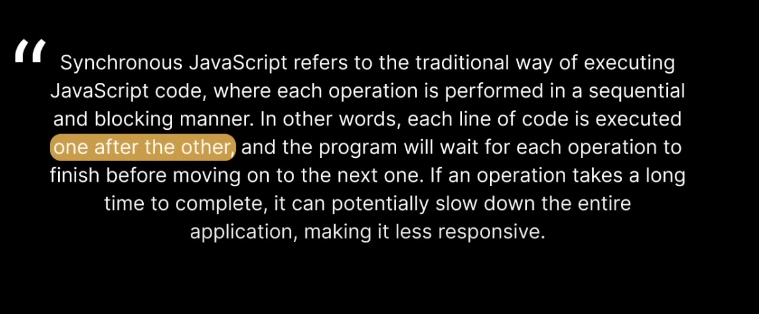 “ Synchronous JavaScript refers to the traditional way of executing
JavaScript code, where each operation is performed in a sequential
and blocking manner. In other words, each line of code is executed
one after the other, and the program will wait for each operation to
finish before moving on to the next one. If an operation takes a long
time to complete, it can potentially slow down the entire
application, making it less responsive.